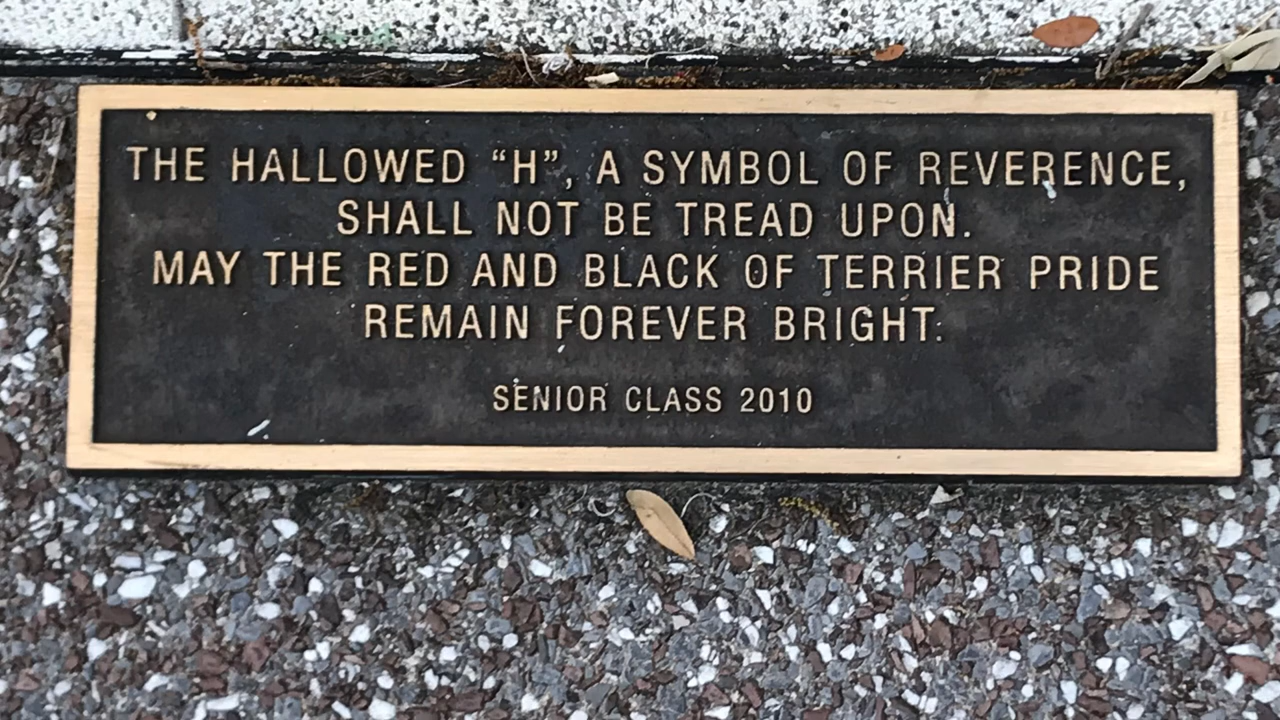 THE HALLOWED “H”, A SYMBOL OF REVERENCE,
SHALL NOT BE TREAD UPON.
MAY THE RED AND BLACK OF TERRIER PRIDE
REMAIN FOREVER BRIGHT.
SENIOR CLASS 2010